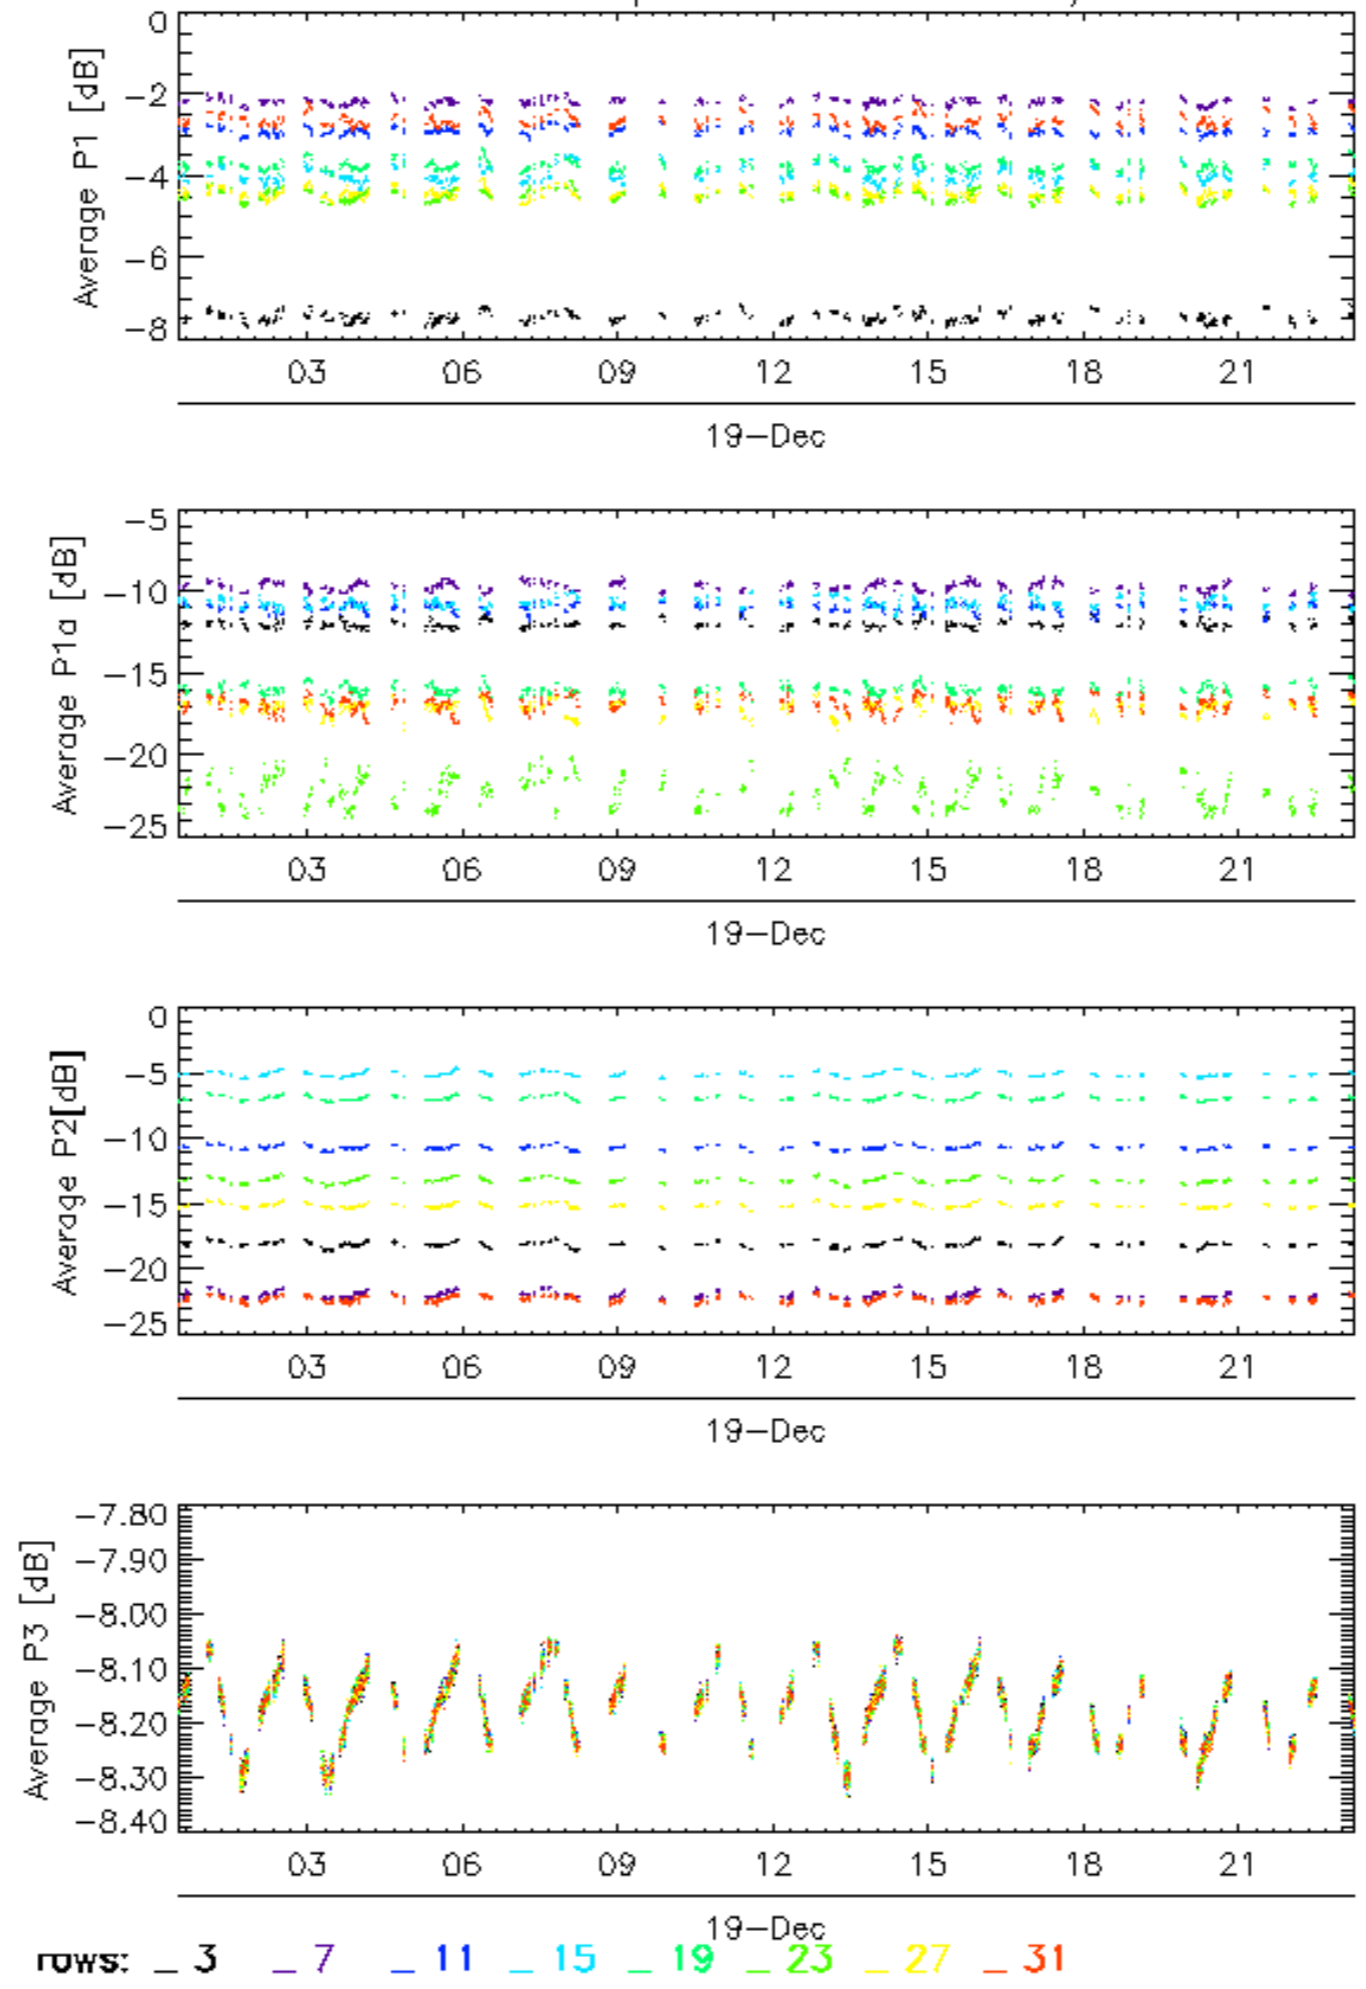 0
−2
−4
−6
−8
Average P1 [dB]
03 06 09 12 15 18 21
19−Dec
−5
−10
−15
−20
−25
Average P1a [dB]
03 06 09 12 15 18 21
19−Dec
0
−5
−10
−15
−20
−25
Average P2[dB]
03 06 09 12 15 18 21
19−Dec
−7.80
−7.90
−8.00
−8.10
−8.20
−8.30
−8.40
Average P3 [dB]
03 06 09 12 15 18 21
19−Dec
rows: _ 3 _ 7 _ 11 _ 15 _ 19 _ 23 _ 27 _ 31